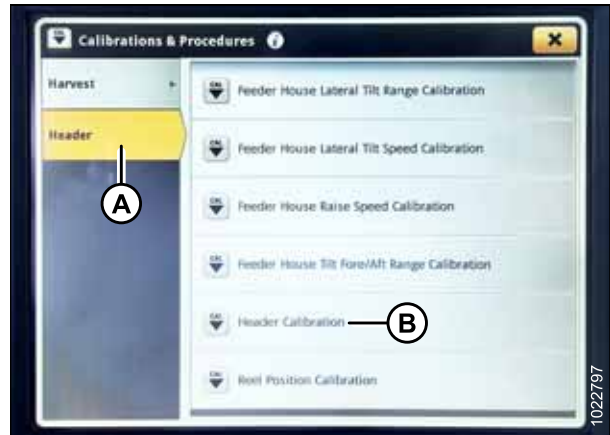 Calibrations & Procedures
Harvest
Header
A
Feeder House Lateral Tilt Range Calibration
Feeder House Lateral Tilt Speed Calibration
Feeder House Raise Speed Calibration
Feeder House Tilt Fore/Aft Range Calibration
Header Calibration
B
Reel Position Calibration
1022797